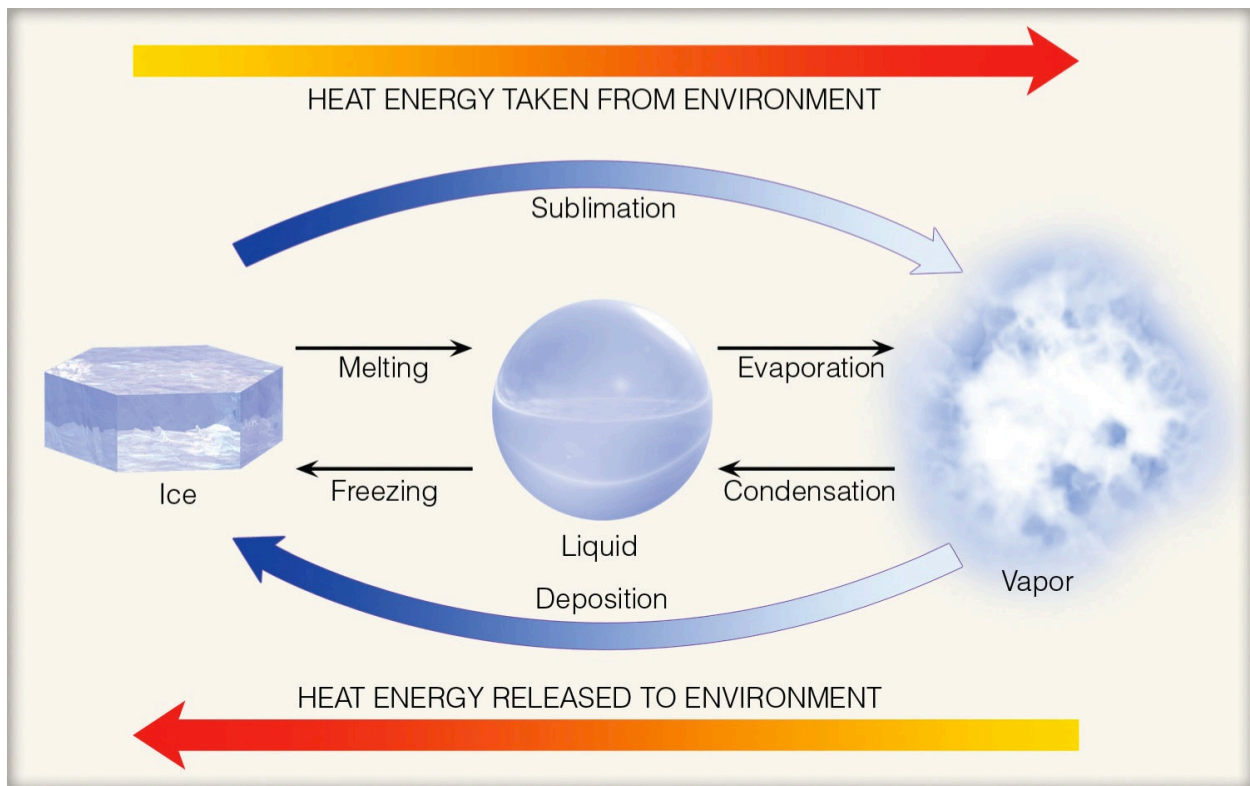 HEAT ENERGY TAKEN FROM ENVIRONMENT
Sublimation
Melting
Evaporation
Freezing
Condensation
Ice
Liquid
Vapor
Deposition
HEAT ENERGY RELEASED TO ENVIRONMENT